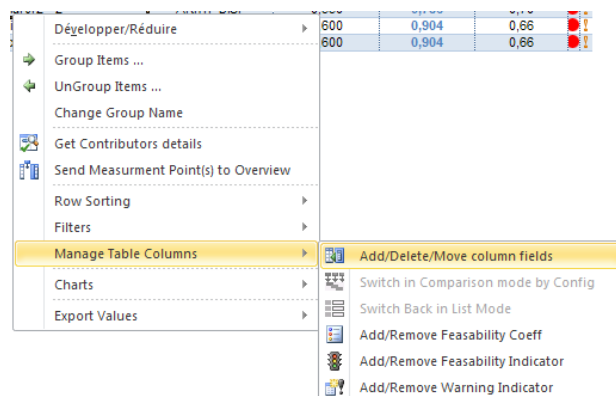 Développer/Réduire
600 0,904 0,66
600 0,904 0,66
Group Items ...
UnGroup Items ...
Change Group Name
Get Contributors details
Send Measurment Point(s) to Overview
Row Sorting
Filters
Manage Table Columns
Charts
Export Values
Add/Delete/Move column fields
Switch in Comparison mode by Config
Switch Back in List Mode
Add/Remove Feasability Coeff
Add/Remove Feasability Indicator
Add/Remove Warning Indicator